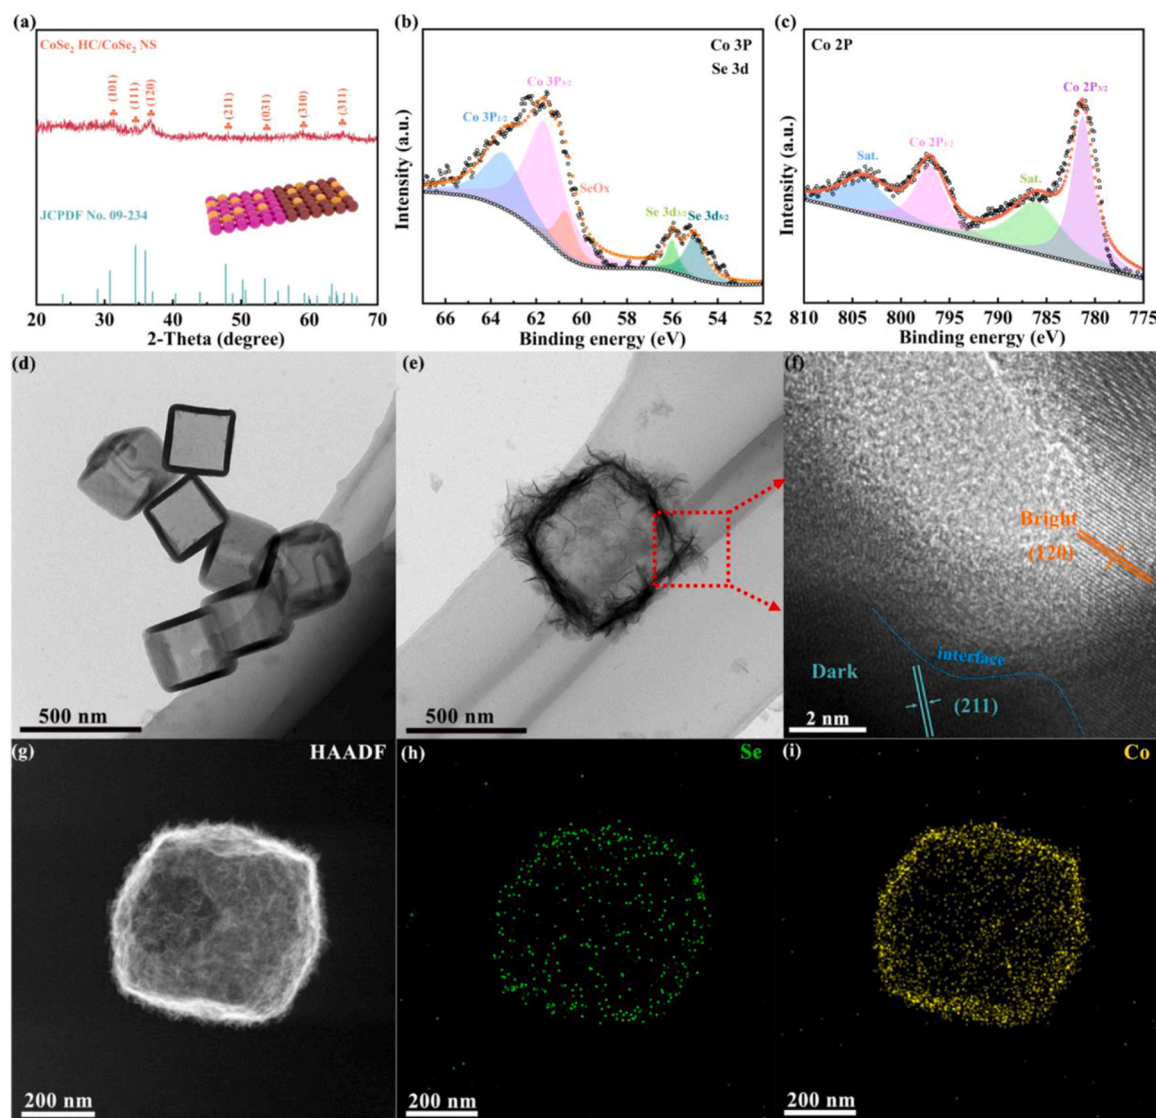 (a)
CoSe₂ HC/CoSe₂ NS
(101)
(111)
(120)
(211)
(031)
(310)
(311)
JCPDF No. 09-234
20 30 40 50 60 70
2-Theta (degree)
(b)
Co 3P
Se 3d
Co 3P₃/₂
Co 3P₁/₂
SeOx
Se 3d₃/₂
Se 3d₅/₂
Intensity (a.u.)
66 64 62 60 58 56 54 52
Binding energy (eV)
(c)
Co 2P
Co 2P₃/₂
Co 2P₁/₂
Sat.
Sat.
Intensity (a.u.)
810 805 800 795 790 785 780 775
Binding energy (eV)
(d)
500 nm
(e)
500 nm
(f)
Bright
(120)
interface
Dark
(211)
2 nm
(g)
HAADF
200 nm
(h)
Se
200 nm
(i)
Co
200 nm